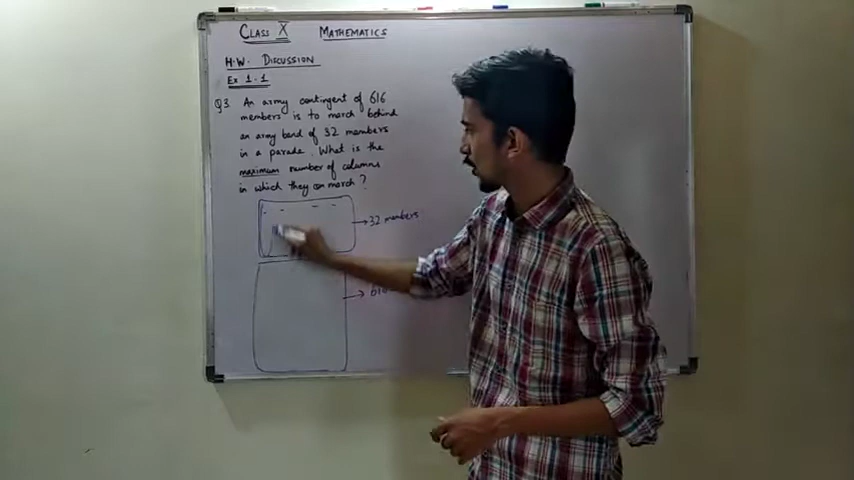 CLASS X MATHEMATICS
H.W. DISCUSSION
Ex 1.1
Q3 An army contingent of 616
members is to march behind
an army band of 32 members
in a parade. What is the
maximum number of columns
in which they can march?
32 members
616